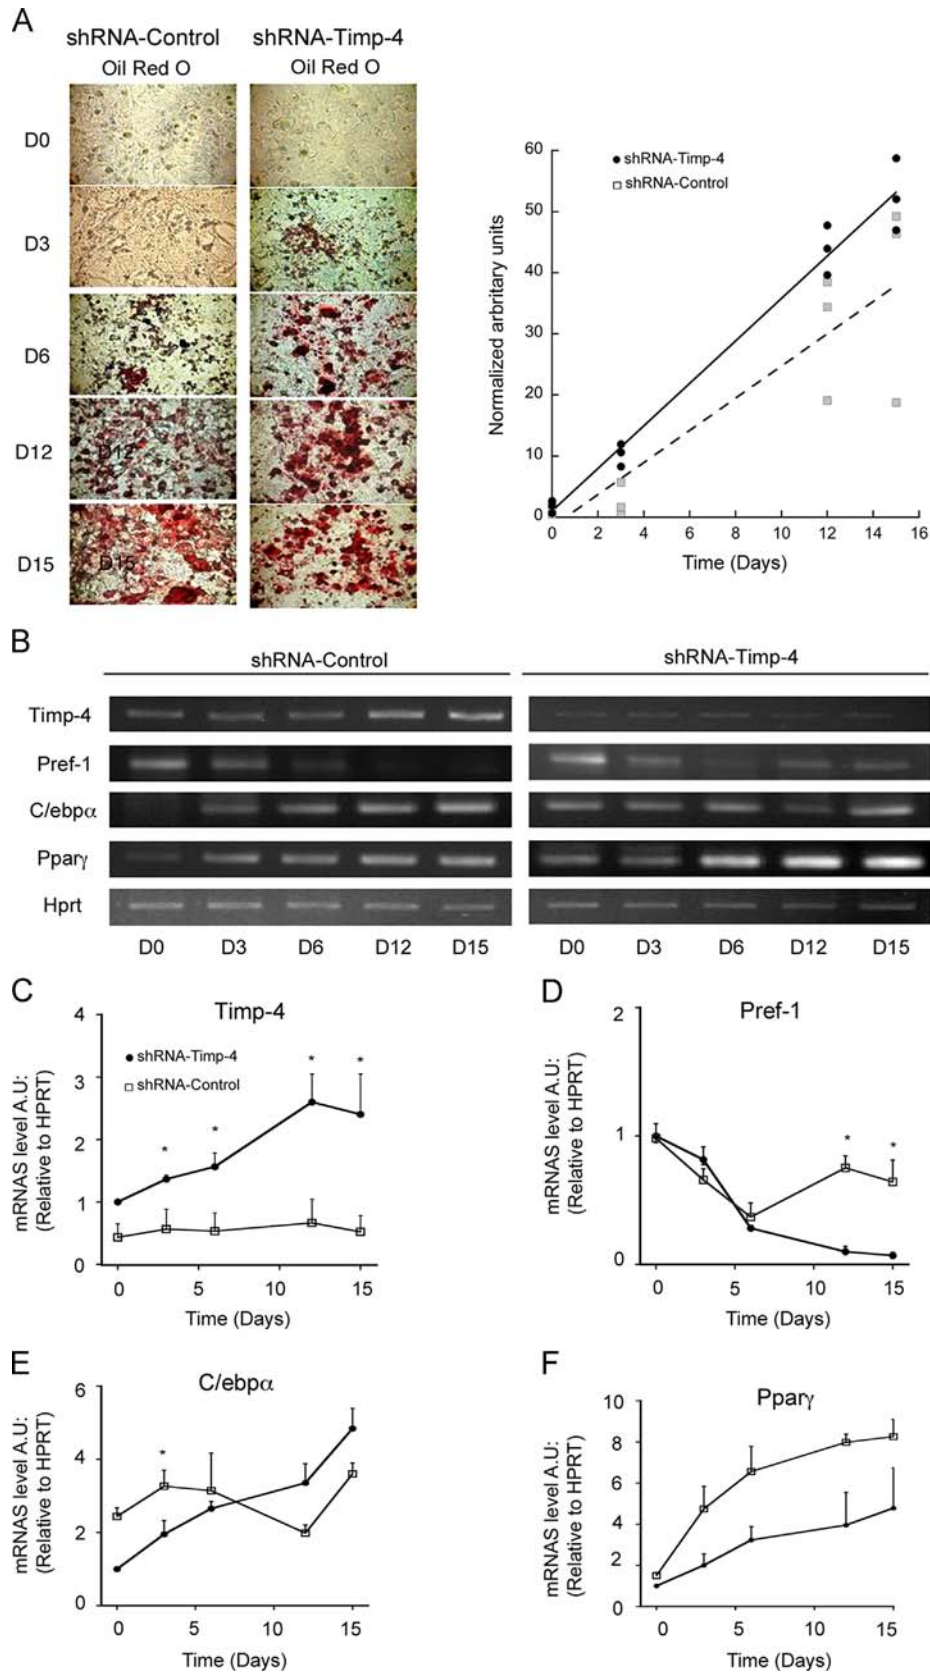 A
shRNA-Control shRNA-Timp-4
Oil Red O Oil Red O
D0
D3
D6
D12
D12
D15
D15
60
50
40
30
20
10
0
Normalized arbritary units
shRNA-Timp-4
shRNA-Control
0 2 4 6 8 10 12 14 16
Time (Days)
B
shRNA-Control shRNA-Timp-4
Timp-4
Pref-1
C/ebpα
Pparγ
Hprt
D0 D3 D6 D12 D15 D0 D3 D6 D12 D15
C
Timp-4
4
3
2
1
0
mRNAS level A.U:
(Relative to HPRT)
shRNA-Timp-4
shRNA-Control
* * * *
0 5 10 15
Time (Days)
D
Pref-1
2
1
0
mRNAS level A.U:
(Relative to HPRT)
* *
0 5 10 15
Time (Days)
E
C/ebpα
6
4
2
0
mRNAS level A.U:
(Relative to HPRT)
*
0 5 10 15
Time (Days)
F
Pparγ
10
8
6
4
2
0
mRNAS level A.U:
(Relative to HPRT)
0 5 10 15
Time (Days)